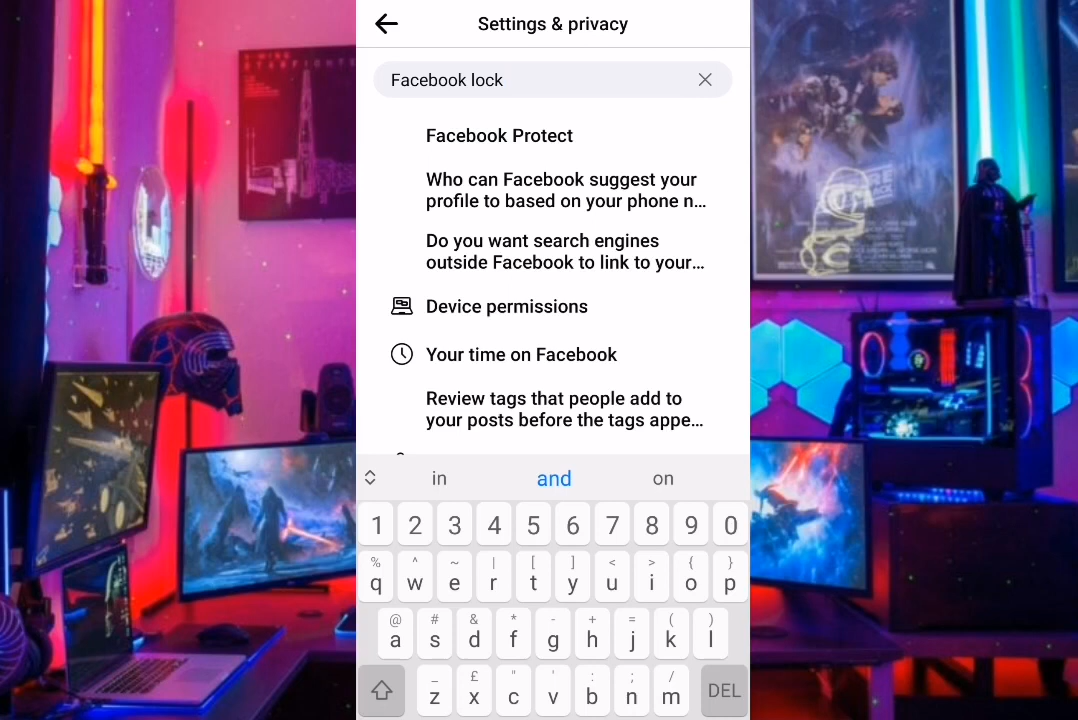 Settings & privacy
Facebook lock
Facebook Protect
Who can Facebook suggest your
profile to based on your phone n...
Do you want search engines
outside Facebook to link to your...
Device permissions
Your time on Facebook
Review tags that people add to
your posts before the tags appe...
in and on
1 2 3 4 5 6 7 8 9 0
% ^ ~ | [ ] < > { }
q w e r t y u i o p
@ # & * - + = ( )
a s d f g h j k l
_ £ " ' : ; /
z x c v b n m DEL